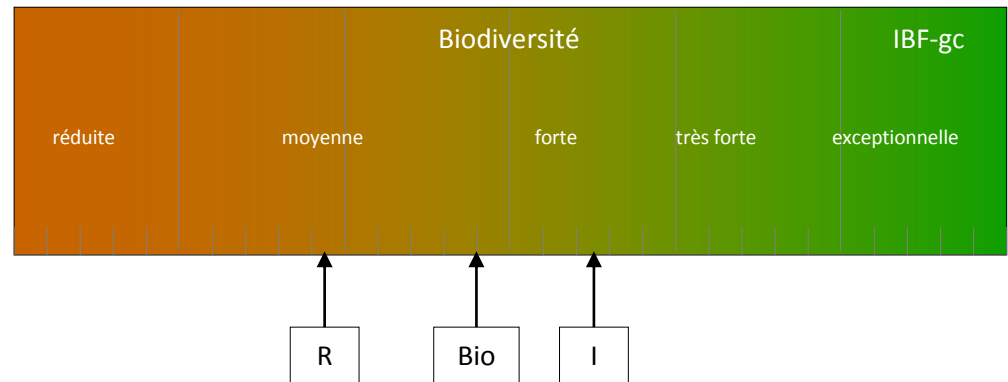 Biodiversité IBF-gc
réduite moyenne forte très forte exceptionnelle
R Bio I